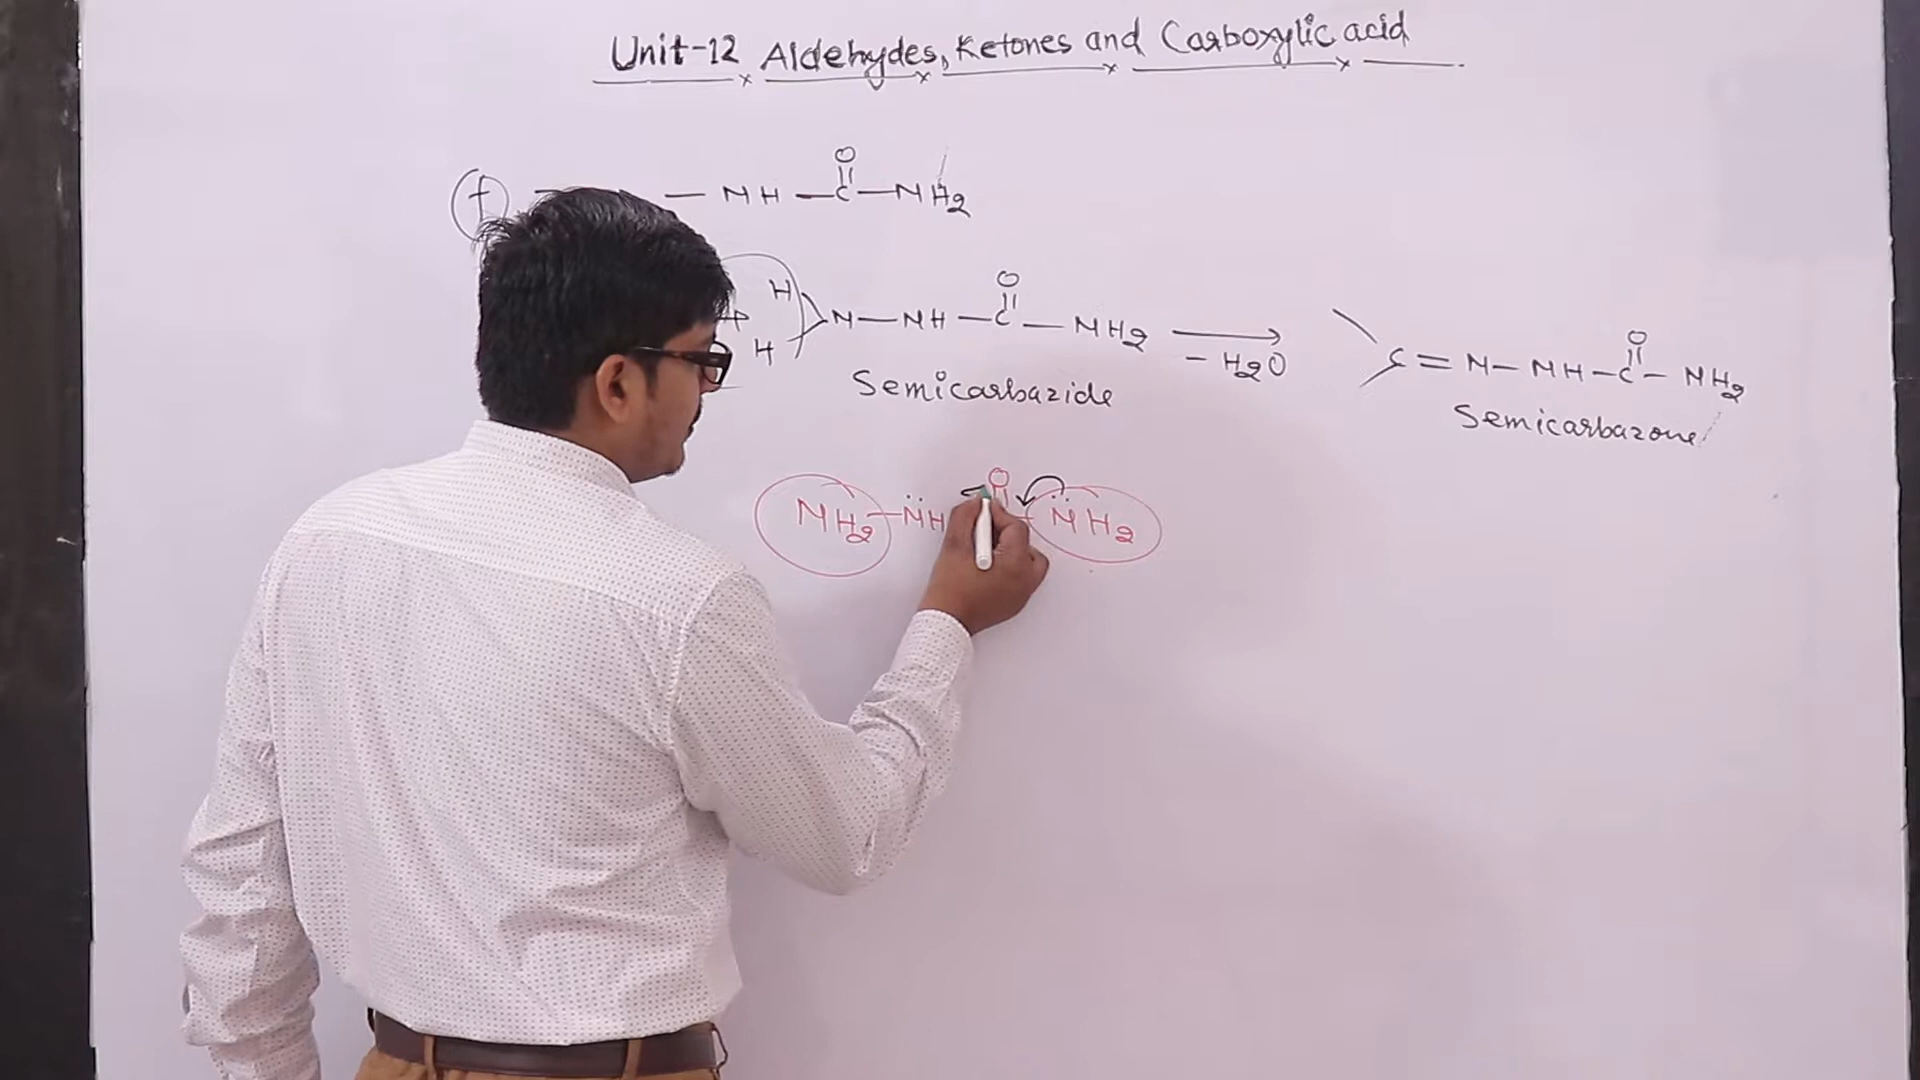 Unit-12 Aldehydes, Ketones and Carboxylic acid
f — NH — C — NH2
O
H
H
N — NH — C — NH2
O
→
- H2O
C = N — NH — C — NH2
O
Semicarbazide
Semicarbazone
NH2 — NH
O
NH2